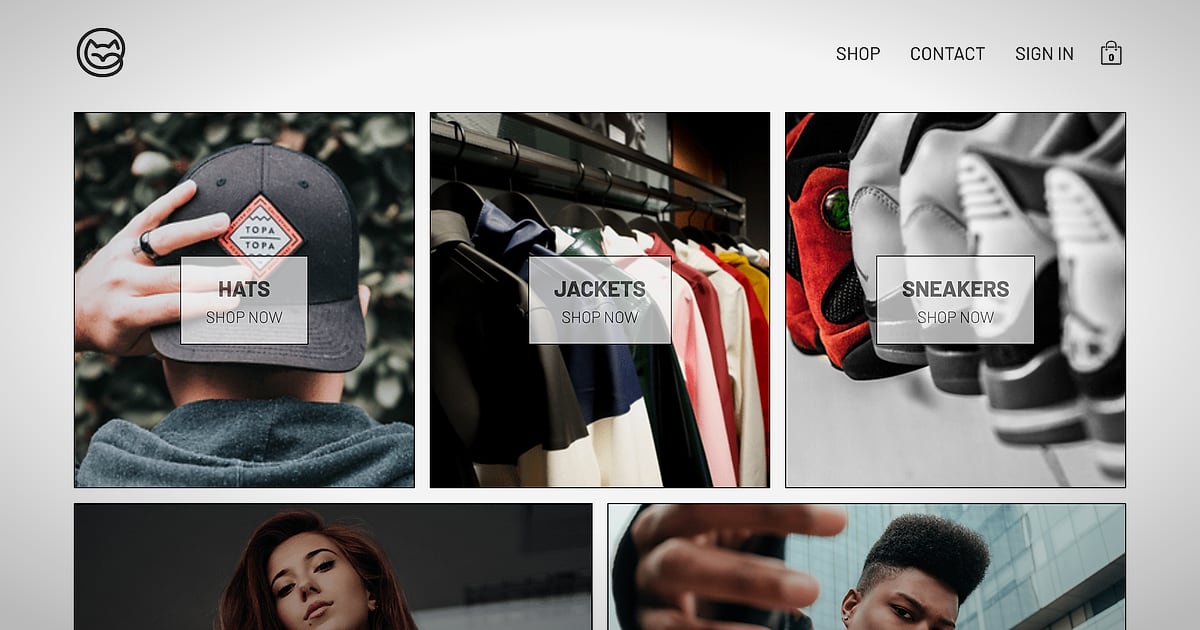 SHOP CONTACT SIGN IN 0
TOPA
TOPA
HATS
SHOP NOW
JACKETS
SHOP NOW
SNEAKERS
SHOP NOW